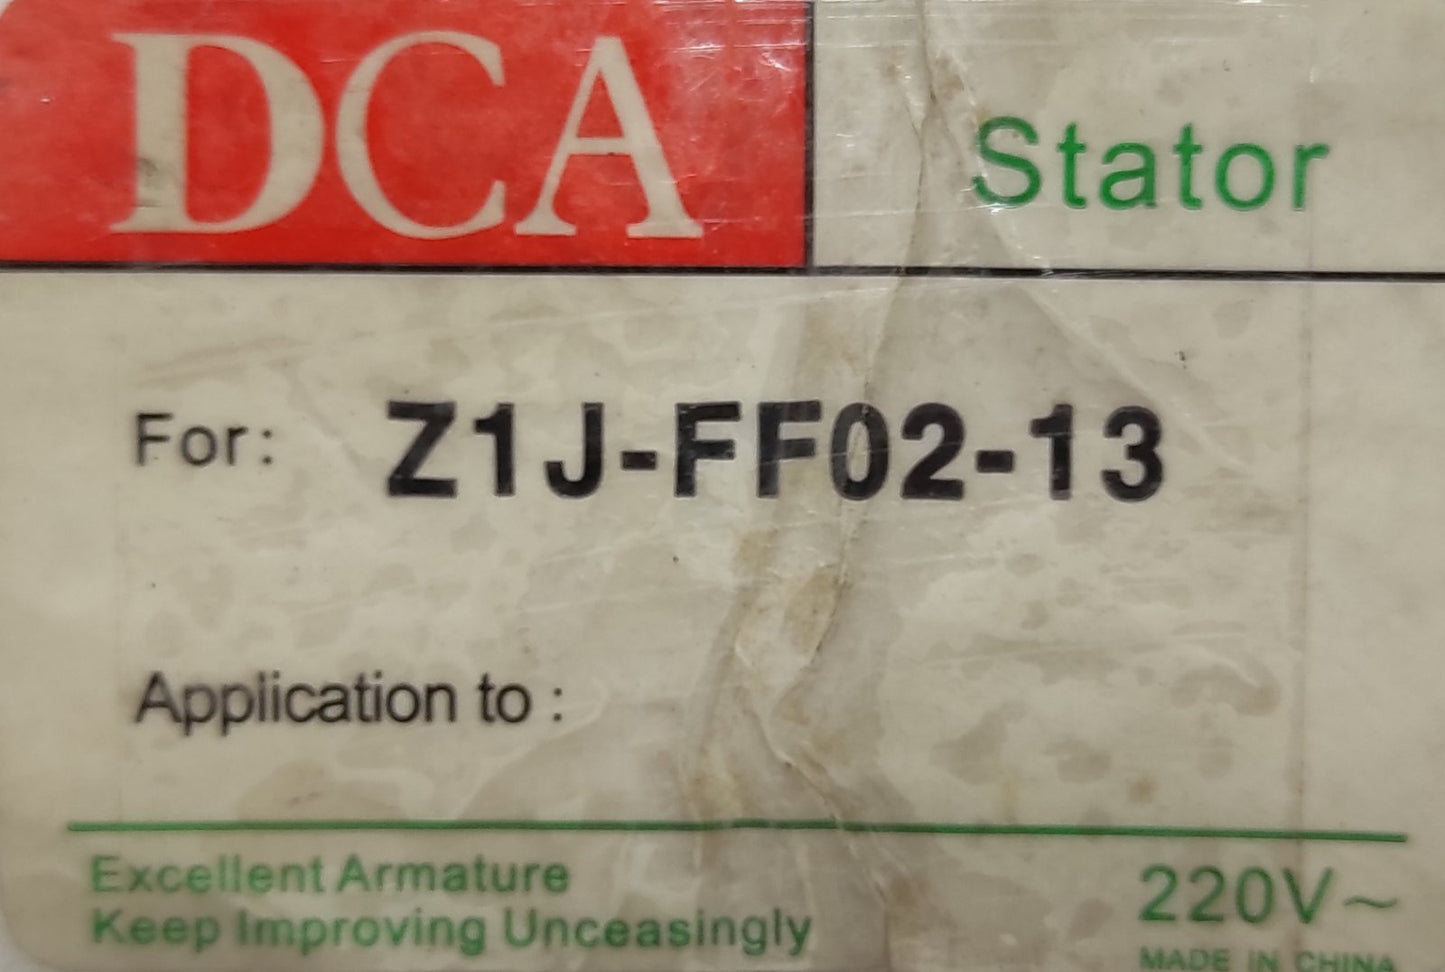 DCA
Stator
For: Z1J-FF02-13
Application to :
Excellent Armature
Keep Improving Unceasingly
220V~
MADE IN CHINA